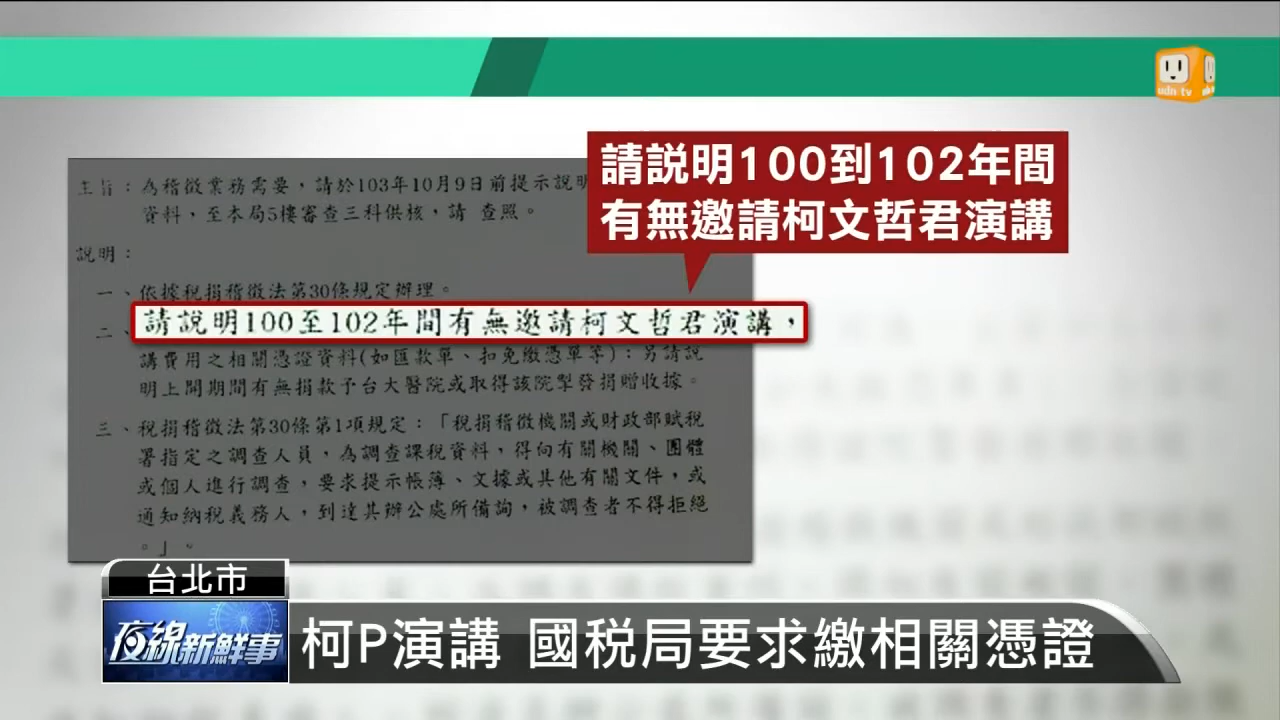 udn tv
請説明100到102年間
有無邀請柯文哲君演講
主旨：為稽徵業務需要，請於103年10月9日前提示說明
資料，至本局5樓審查三科供核，請 查照。
說明：
一、依據稅捐稽徵法第30條規定辦理。
二、請說明100至102年間有無邀請柯文哲君演講，
講費用之相關憑證資料(如匯款單、扣免繳憑單等)：另請說
明上開期間有無捐款予台大醫院或取得該院掣發捐贈收據。
三、稅捐稽徵法第30條第1項規定：「稅捐稽徵機關或財政部賦稅
署指定之調查人員，為調查課稅資料，得向有關機關、團體
或個人進行調查，要求提示帳簿、文據或其他有關文件，或
通知納稅義務人，到達其辦公處所備詢，被調查者不得拒絕
。」。
台北市
夜線新鮮事
柯P演講 國税局要求繳相關憑證